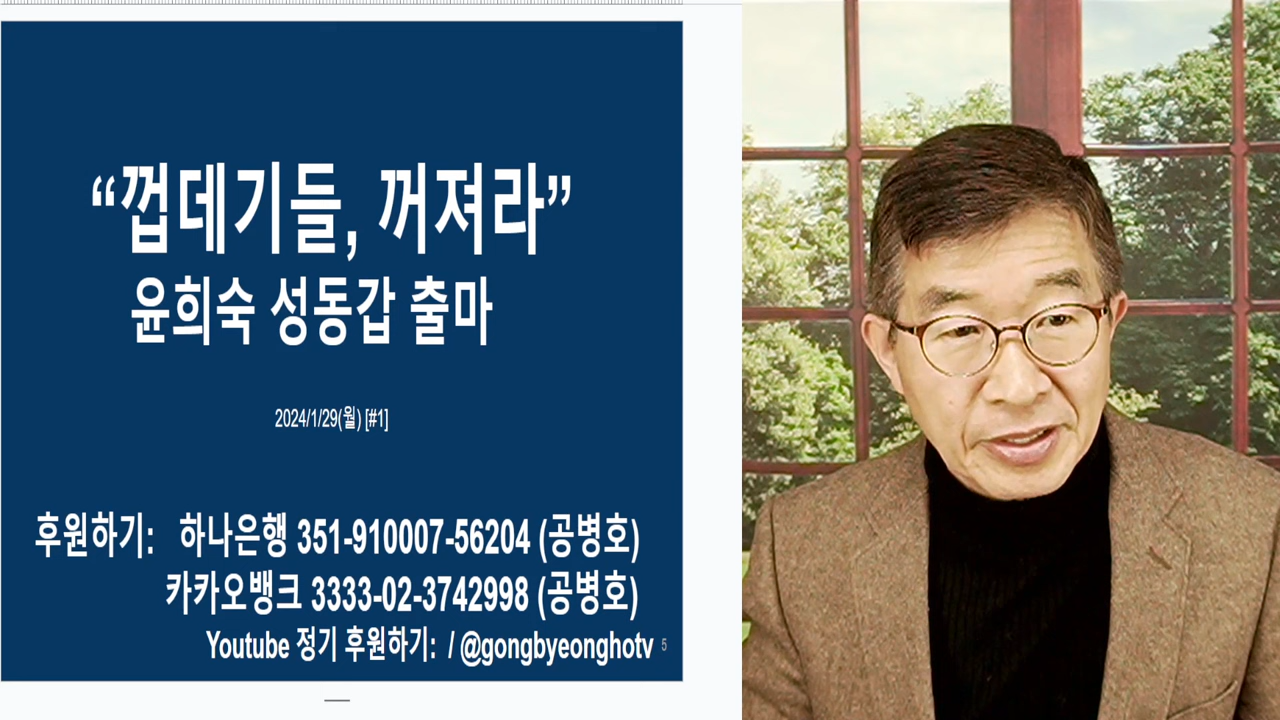 “껍데기들, 꺼져라”
윤희숙 성동갑 출마
2024/1/29(월) [#1]
후원하기: 하나은행 351-910007-56204 (공병호)
카카오뱅크 3333-02-3742998 (공병호)
Youtube 정기 후원하기: / @gongbyeonghotv
5